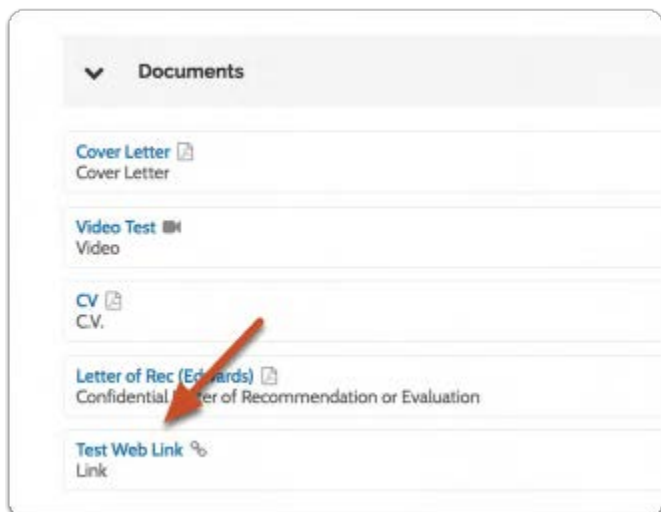 Documents
Cover Letter
Cover Letter
Video Test
Video
CV
C.V.
Letter of Rec (Edwards)
Confidential Letter of Recommendation or Evaluation
Test Web Link
Link